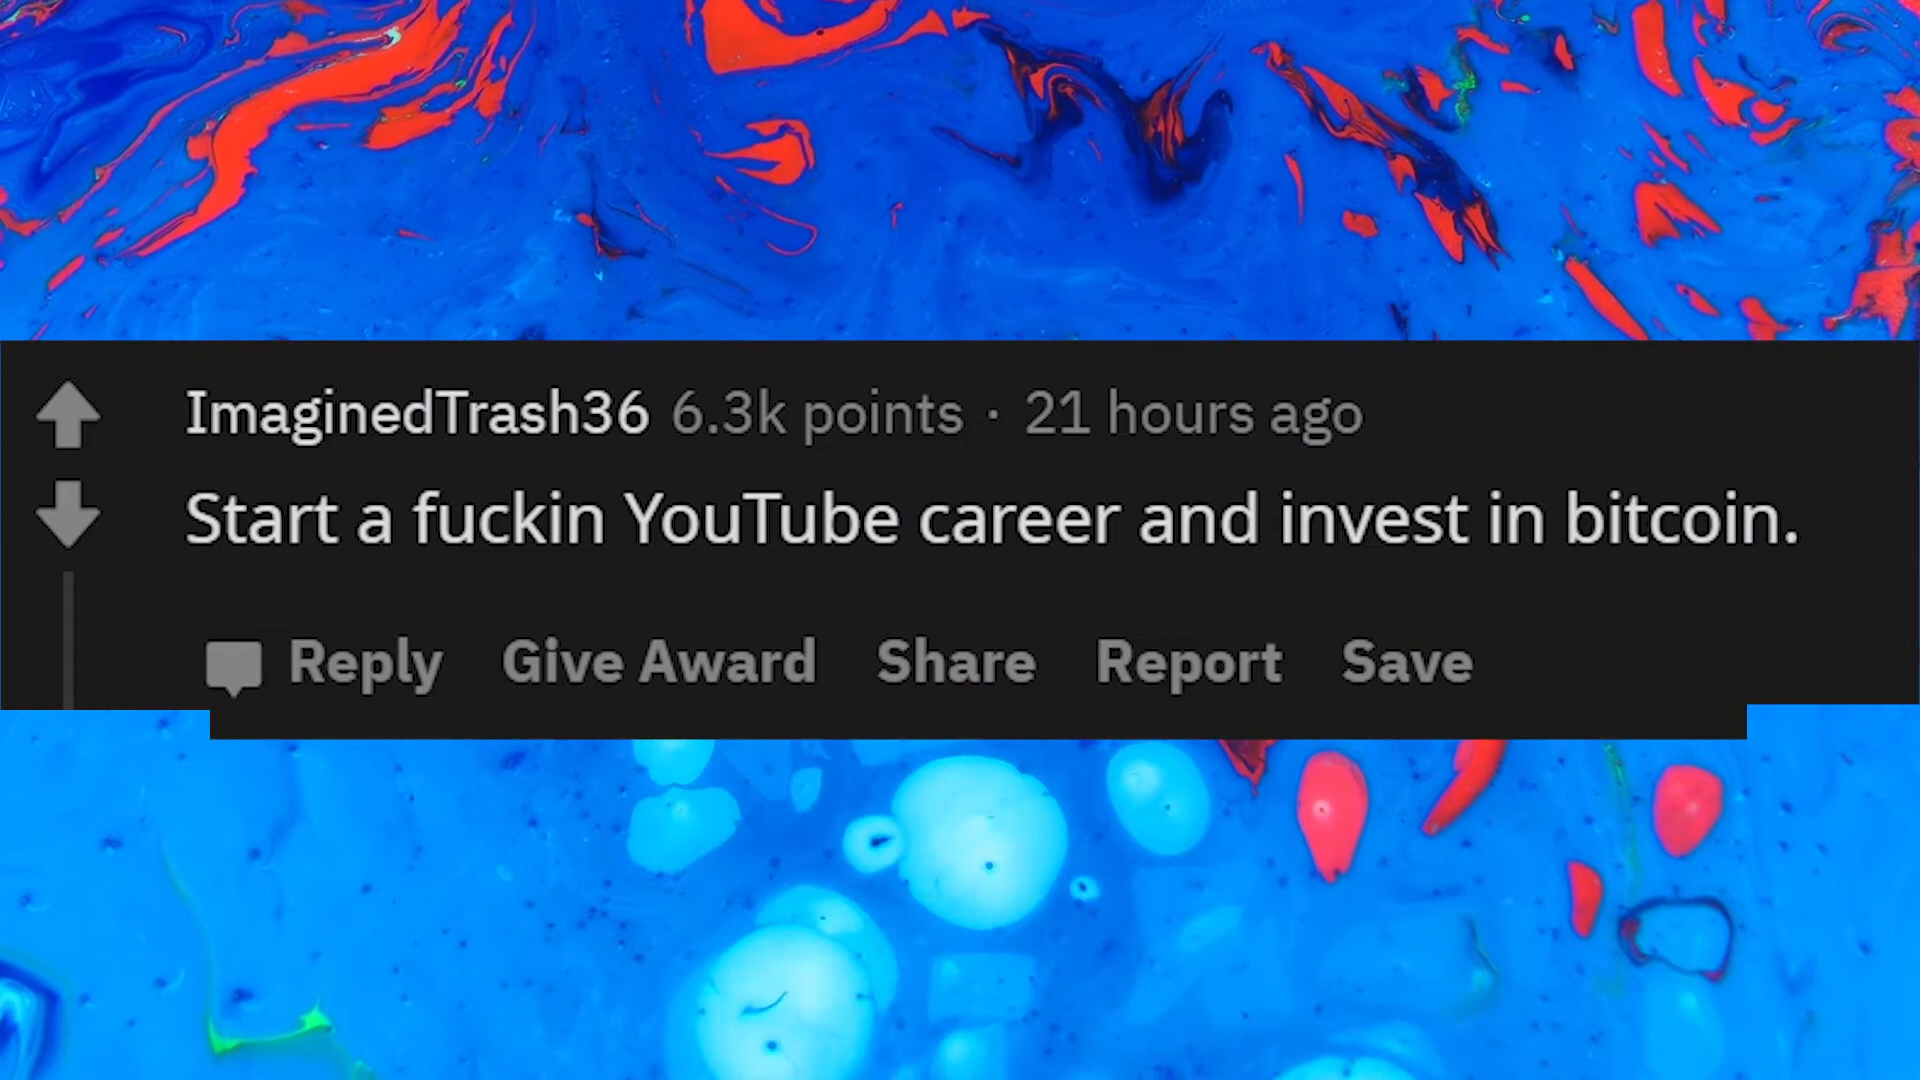 ImaginedTrash36 6.3k points · 21 hours ago
Start a fuckin YouTube career and invest in bitcoin.
Reply Give Award Share Report Save